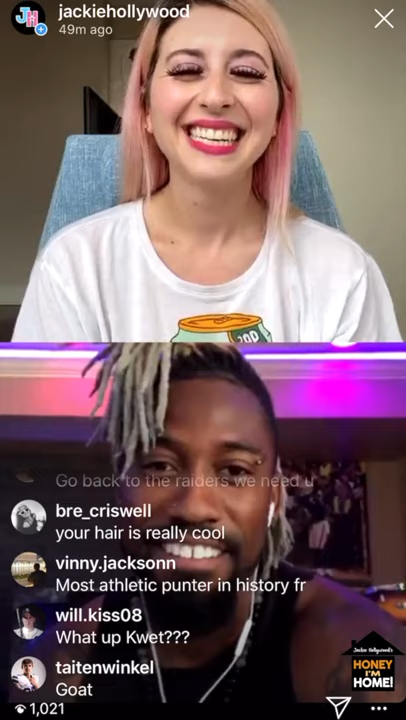 jackiehollywood
49m ago
POP
Go back to the raiders we need u
bre_criswell
your hair is really cool
vinny.jacksonn
Most athletic punter in history fr
will.kiss08
What up Kwet???
taitenwinkel
Goat
Jackie Hollywood's
HONEY
I'M
HOME!
1,021